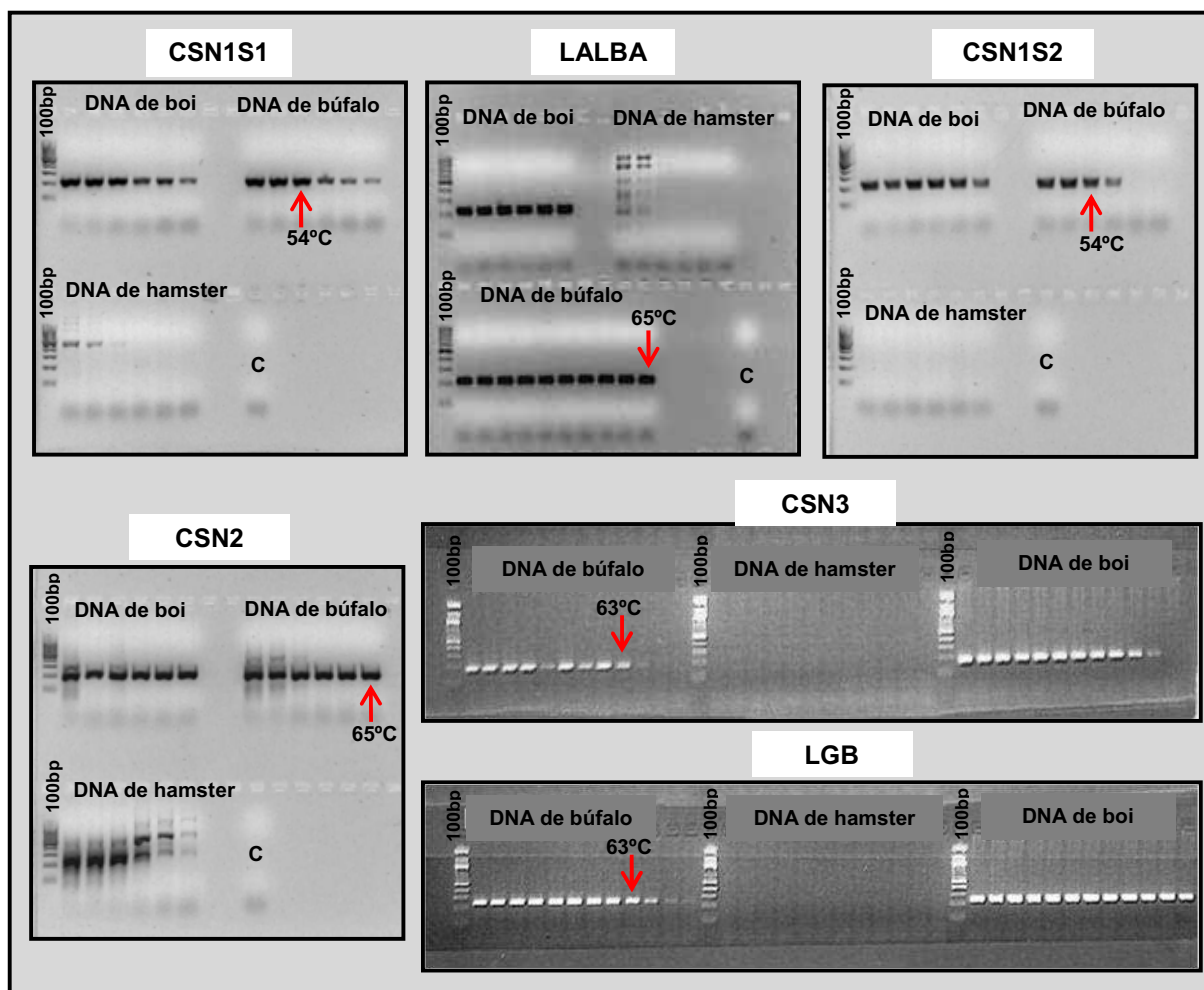 CSN1S1
100bp
DNA de boi
DNA de búfalo
54ºC
100bp
DNA de hamster
C
LALBA
100bp
DNA de boi
DNA de hamster
100bp
DNA de búfalo
65ºC
C
CSN1S2
100bp
DNA de boi
DNA de búfalo
54ºC
100bp
DNA de hamster
C
CSN2
100bp
DNA de boi
DNA de búfalo
65ºC
100bp
DNA de hamster
C
CSN3
100bp
DNA de búfalo
63ºC
100bp
DNA de hamster
100bp
DNA de boi
LGB
100bp
DNA de búfalo
63ºC
100bp
DNA de hamster
100bp
DNA de boi